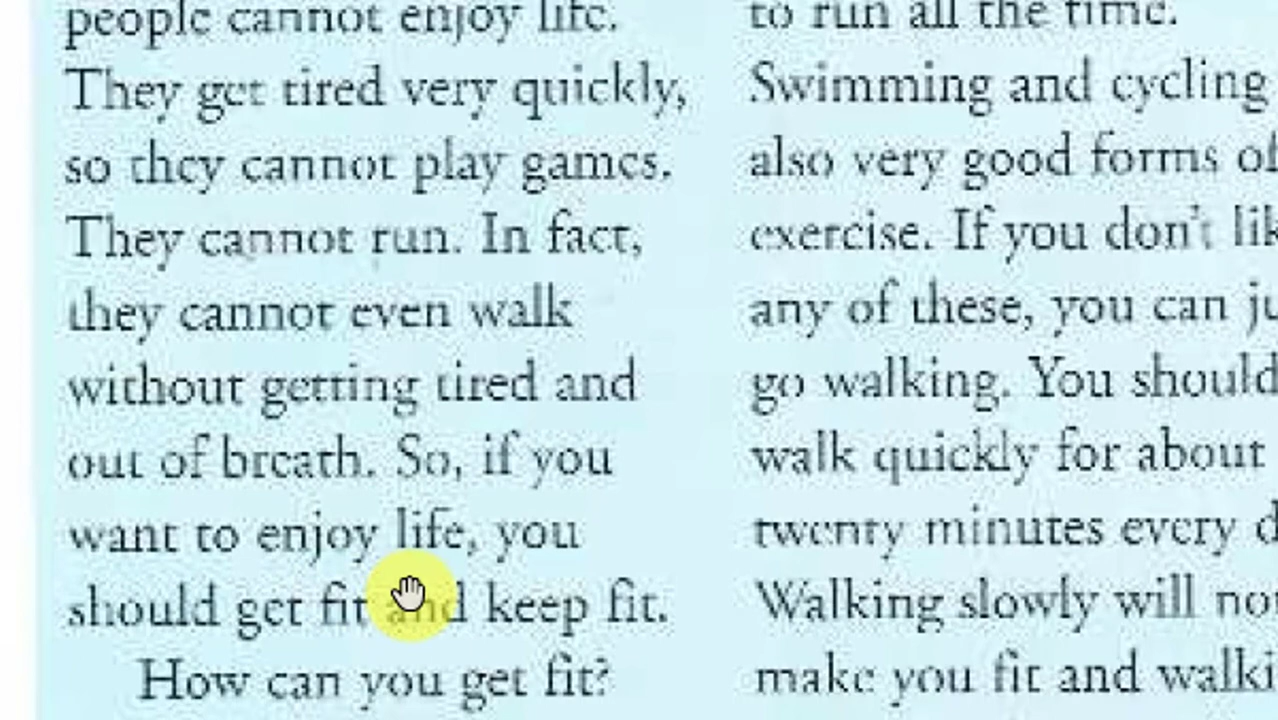 people cannot enjoy life.
They get tired very quickly,
so they cannot play games.
They cannot run. In fact,
they cannot even walk
without getting tired and
out of breath. So, if you
want to enjoy life, you
should get fit and keep fit.
How can you get fit?
to run all the time.
Swimming and cycling
also very good forms of
exercise. If you don't
any of these, you can
go walking. You should
walk quickly for about
twenty minutes every
Walking slowly will
make you fit and